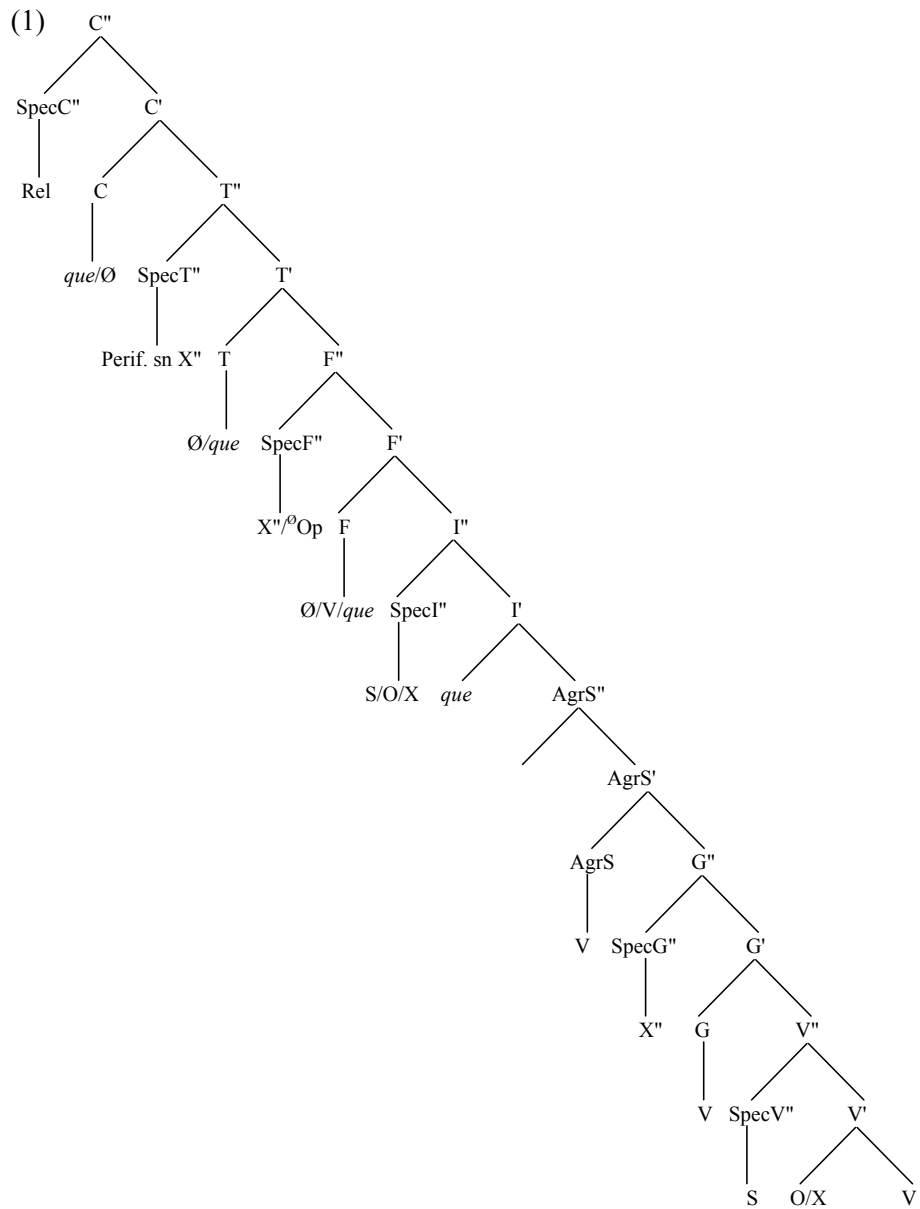 (1) C"
SpecC" C'
Rel C T"
que/Ø SpecT" T'
Perif. sn X" T F"
Ø/que SpecF" F'
X"/ØOp F I"
Ø/V/que SpecI" I'
S/O/X que AgrS"
AgrS'
AgrS G"
V SpecG" G'
X" G V"
V SpecV" V'
S O/X V